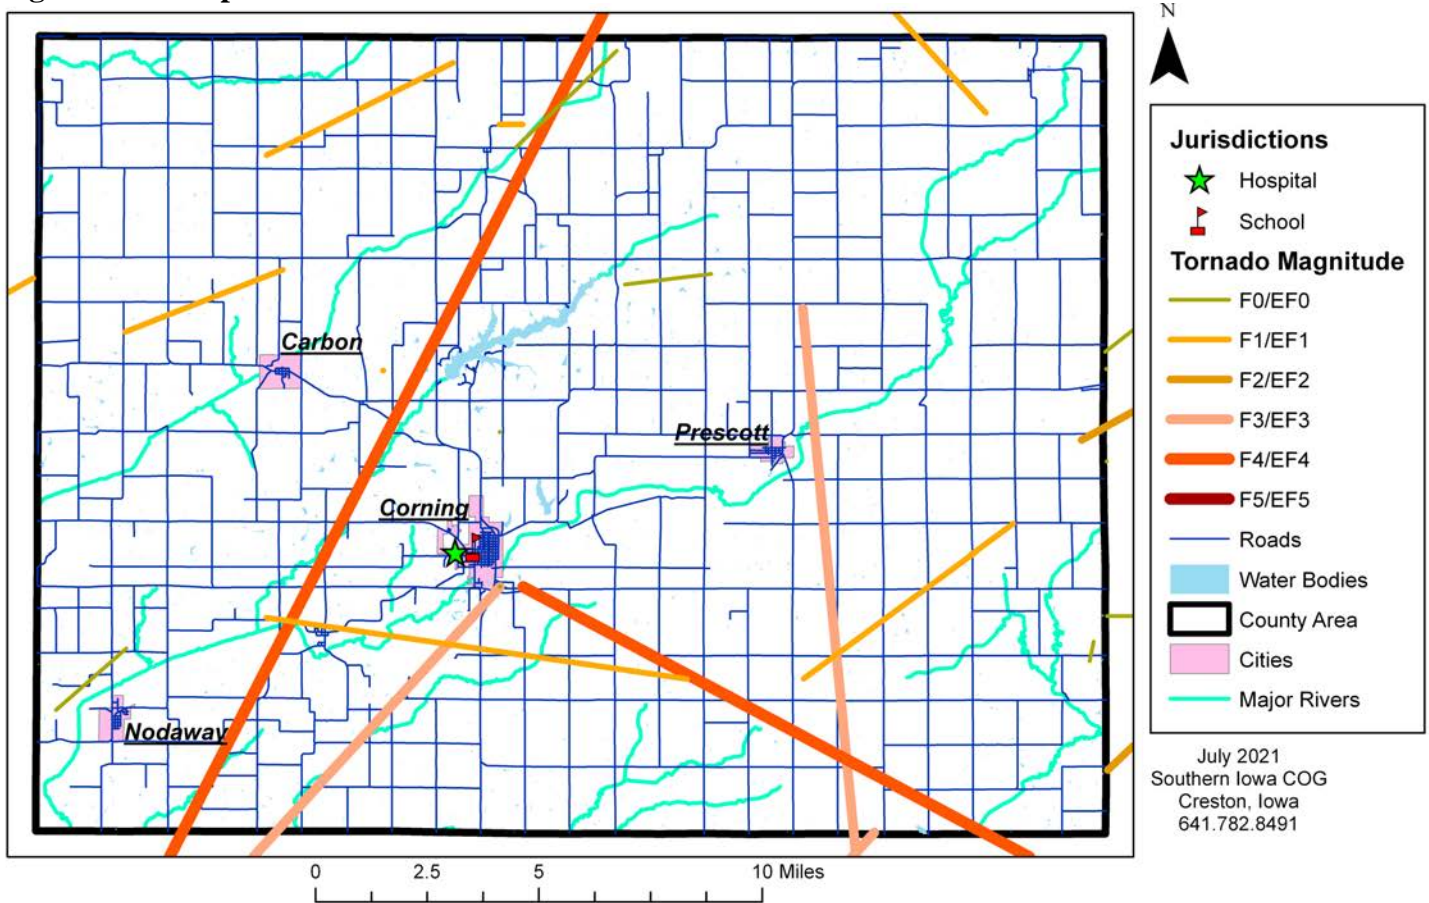 N
Jurisdictions
Hospital
School
Tornado Magnitude
F0/EF0
F1/EF1
F2/EF2
F3/EF3
F4/EF4
F5/EF5
Roads
Water Bodies
County Area
Cities
Major Rivers
Carbon
Prescott
Corning
Nodaway
July 2021
Southern Iowa COG
Creston, Iowa
641.782.8491
0 2.5 5 10 Miles